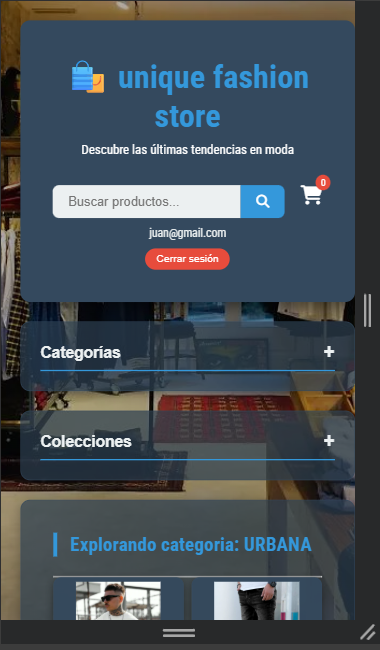 unique fashion
store
Descubre las últimas tendencias en moda
0
Buscar productos...
juan@gmail.com
Cerrar sesión
Categorías +
Colecciones +
Explorando categoria: URBANA